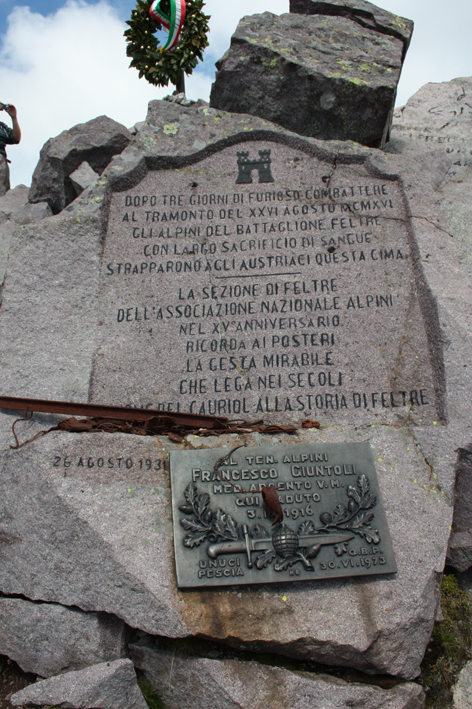 DOPO TRE GIORNI DI FURIOSO COMBATTERE
AL TRAMONTO DEL XXVI AGOSTO MCMXVI
GLI ALPINI DEL BATTAGLION FELTRE
CON LARGO SACRIFICIO DI SANGUE
STRAPPARONO AGLI AUSTRIACI QUESTA CIMA.
LA SEZIONE DI FELTRE
DELL'ASSOCIAZIONE NAZIONALE ALPINI
NEL XV° ANNIVERSARIO.
RICORDA AI POSTERI
LA GESTA MIRABILE
CHE LEGA NEI SECOLI
DEL CAURIOL ALLA STORIA DI FELTRE
26 AGOSTO 1931
AL TEN. ALPINI
FRANCESCO GIUNTOLI
MED. ARGENTO V.M.
QUI CADUTO
1916
UNUCI
PESCIA
O.B.P.
30.VI.1973